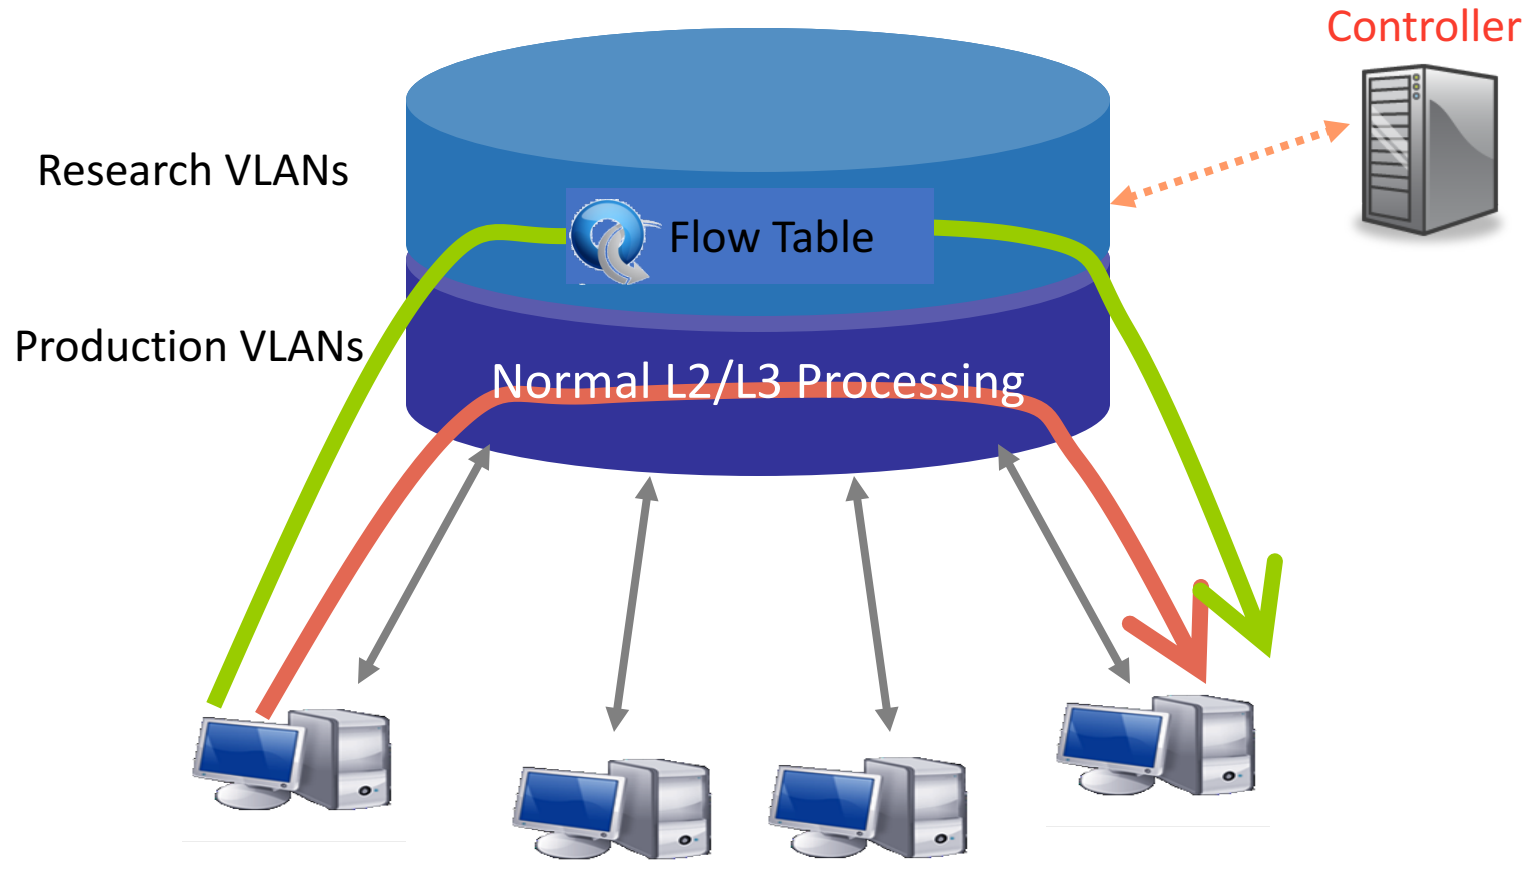 Controller
Research VLANs
Flow Table
Production VLANs
Normal L2/L3 Processing